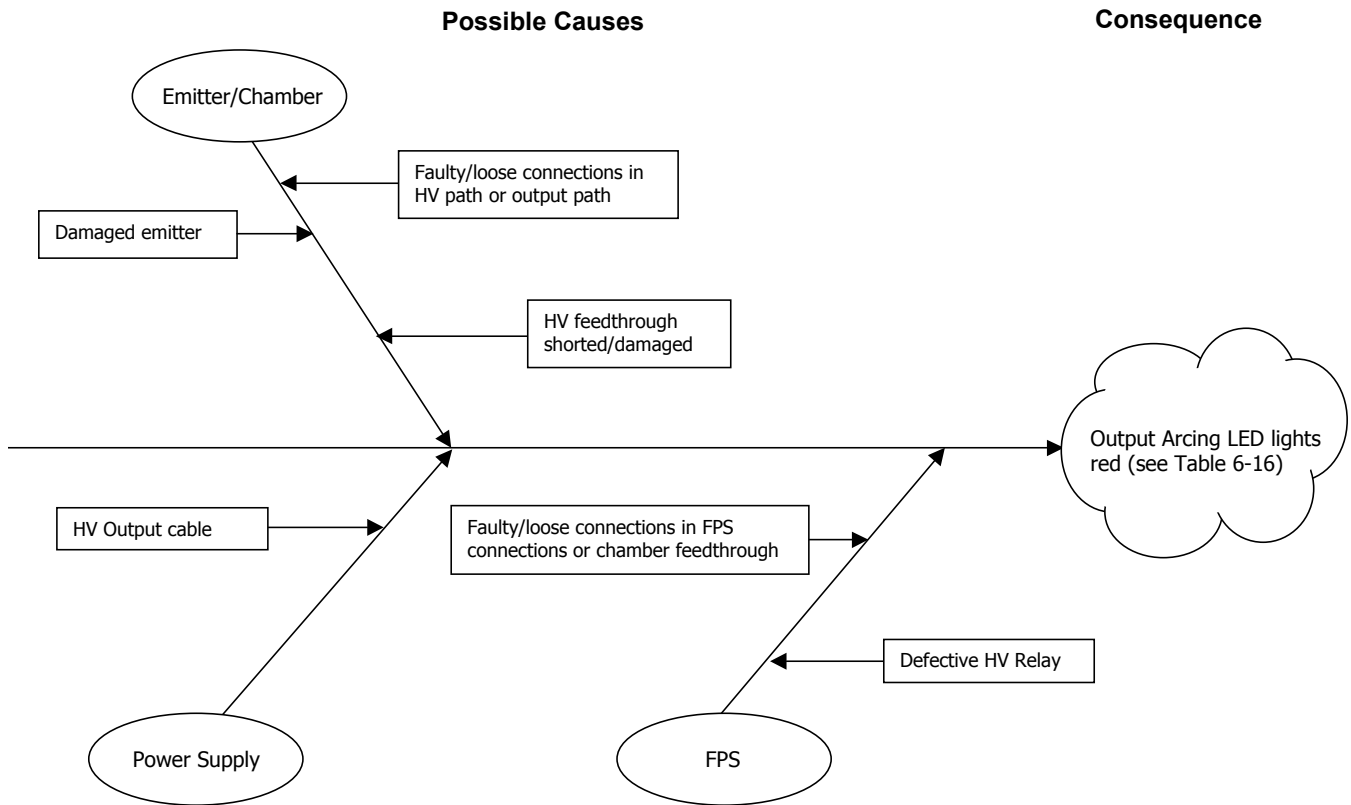 Possible Causes
Consequence
Emitter/Chamber
Faulty/loose connections in
HV path or output path
Damaged emitter
HV feedthrough
shorted/damaged
Output Arcing LED lights
red (see Table 6-16)
HV Output cable
Faulty/loose connections in FPS
connections or chamber feedthrough
Defective HV Relay
Power Supply
FPS